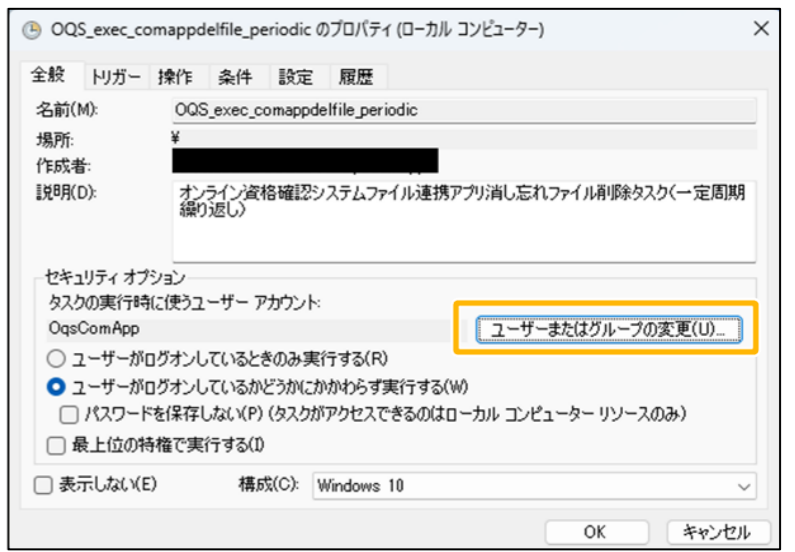 OQS_exec_comappdelfile_periodic のプロパティ (ローカル コンピューター)
全般 トリガー 操作 条件 設定 履歴
名前(M): OQS_exec_comappdelfile_periodic
場所: ¥
作成者:
説明(D): オンライン資格確認システムファイル連携アプリ消し忘れファイル削除タスク(一定周期
繰り返し)
セキュリティ オプション
タスクの実行時に使うユーザー アカウント:
OqsComApp ユーザーまたはグループの変更(U)...
ユーザーがログオンしているときのみ実行する(R)
ユーザーがログオンしているかどうかにかかわらず実行する(W)
パスワードを保存しない(P) (タスクがアクセスできるのはローカル コンピューター リソースのみ)
最上位の特権で実行する(I)
表示しない(E) 構成(C): Windows 10
OK キャンセル